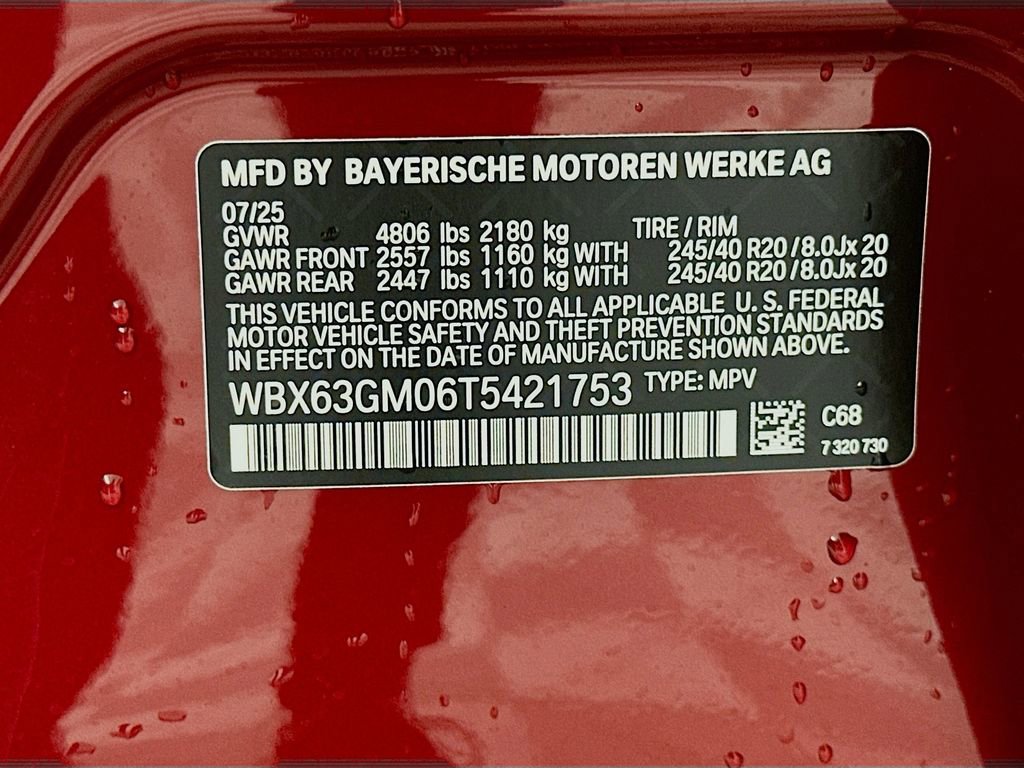 MFD BY BAYERISCHE MOTOREN WERKE AG
07/25
GVWR 4806 lbs 2180 kg TIRE / RIM
GAWR FRONT 2557 lbs 1160 kg WITH 245/40 R20 / 8.0Jx 20
GAWR REAR 2447 lbs 1110 kg WITH 245/40 R20 / 8.0Jx 20
THIS VEHICLE CONFORMS TO ALL APPLICABLE U. S. FEDERAL
MOTOR VEHICLE SAFETY AND THEFT PREVENTION STANDARDS
IN EFFECT ON THE DATE OF MANUFACTURE SHOWN ABOVE.
WBX63GM06T5421753 TYPE: MPV
C68
7 320 730